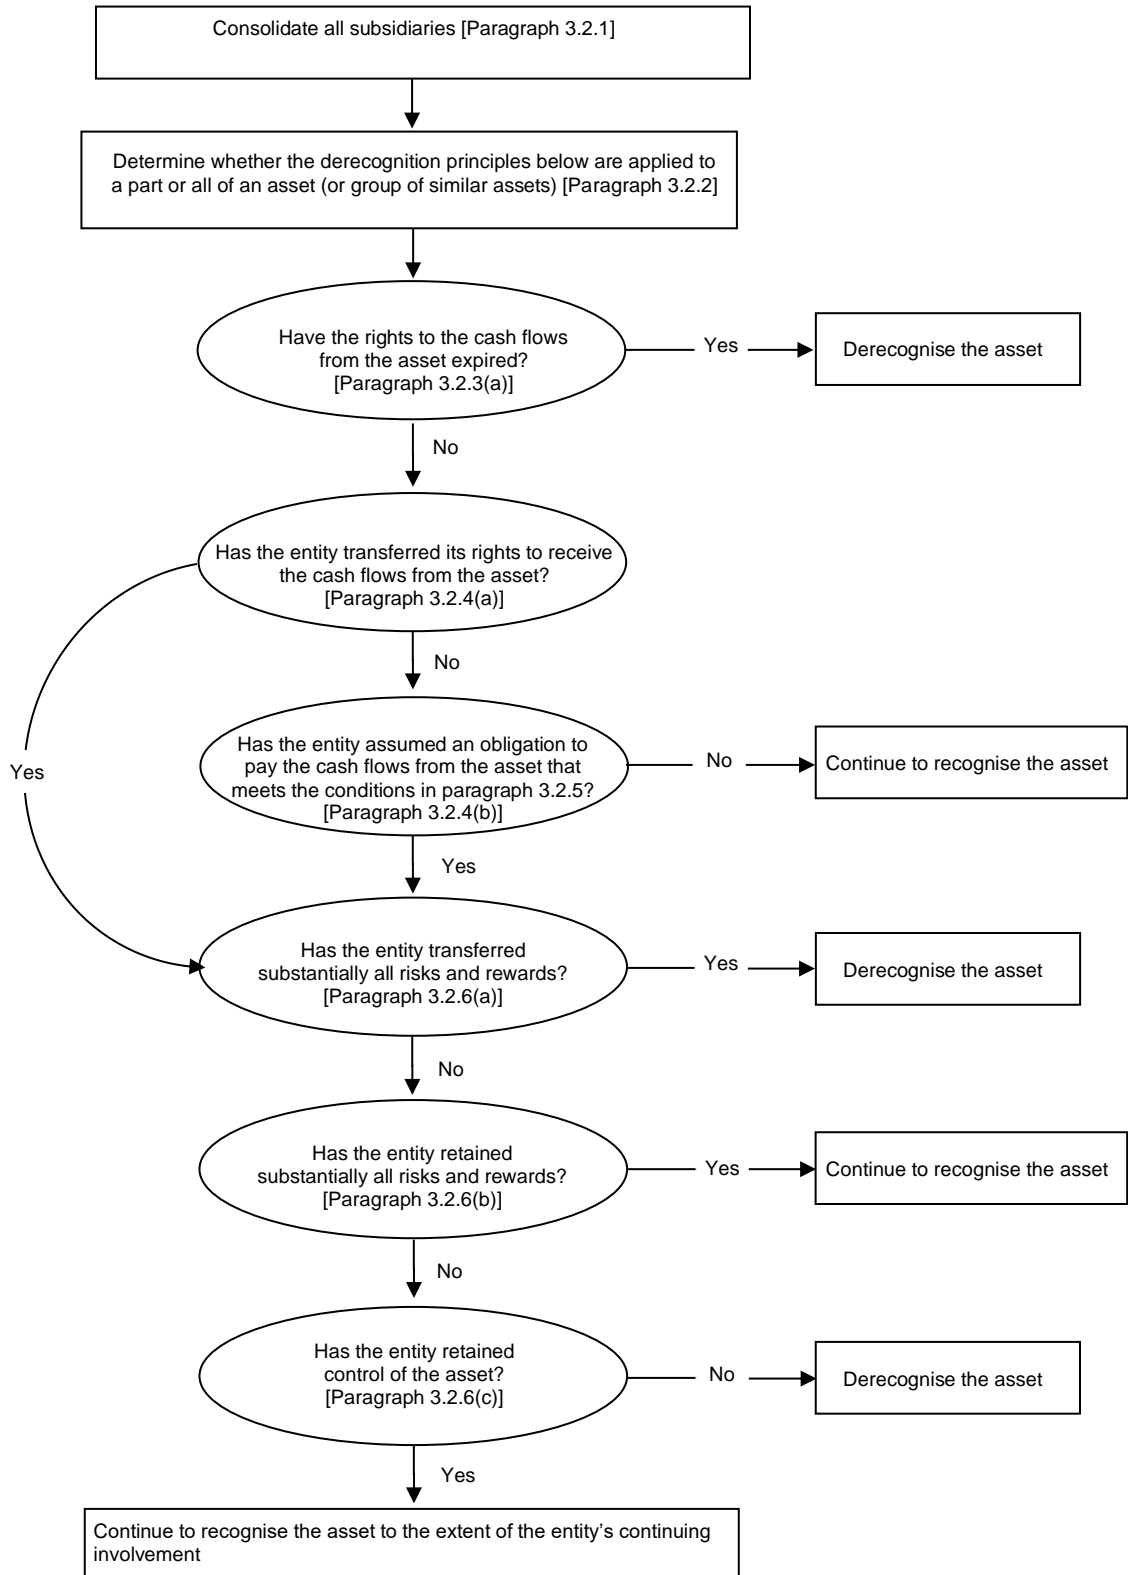 Consolidate all subsidiaries [Paragraph 3.2.1]
Determine whether the derecognition principles below are applied to
a part or all of an asset (or group of similar assets) [Paragraph 3.2.2]
Have the rights to the cash flows
from the asset expired?
[Paragraph 3.2.3(a)]
Yes
Derecognise the asset
No
Has the entity transferred its rights to receive
the cash flows from the asset?
[Paragraph 3.2.4(a)]
No
Yes
Has the entity assumed an obligation to
pay the cash flows from the asset that
meets the conditions in paragraph 3.2.5?
[Paragraph 3.2.4(b)]
No
Continue to recognise the asset
Yes
Has the entity transferred
substantially all risks and rewards?
[Paragraph 3.2.6(a)]
Yes
Derecognise the asset
No
Has the entity retained
substantially all risks and rewards?
[Paragraph 3.2.6(b)]
Yes
Continue to recognise the asset
No
Has the entity retained
control of the asset?
[Paragraph 3.2.6(c)]
No
Derecognise the asset
Yes
Continue to recognise the asset to the extent of the entity’s continuing
involvement